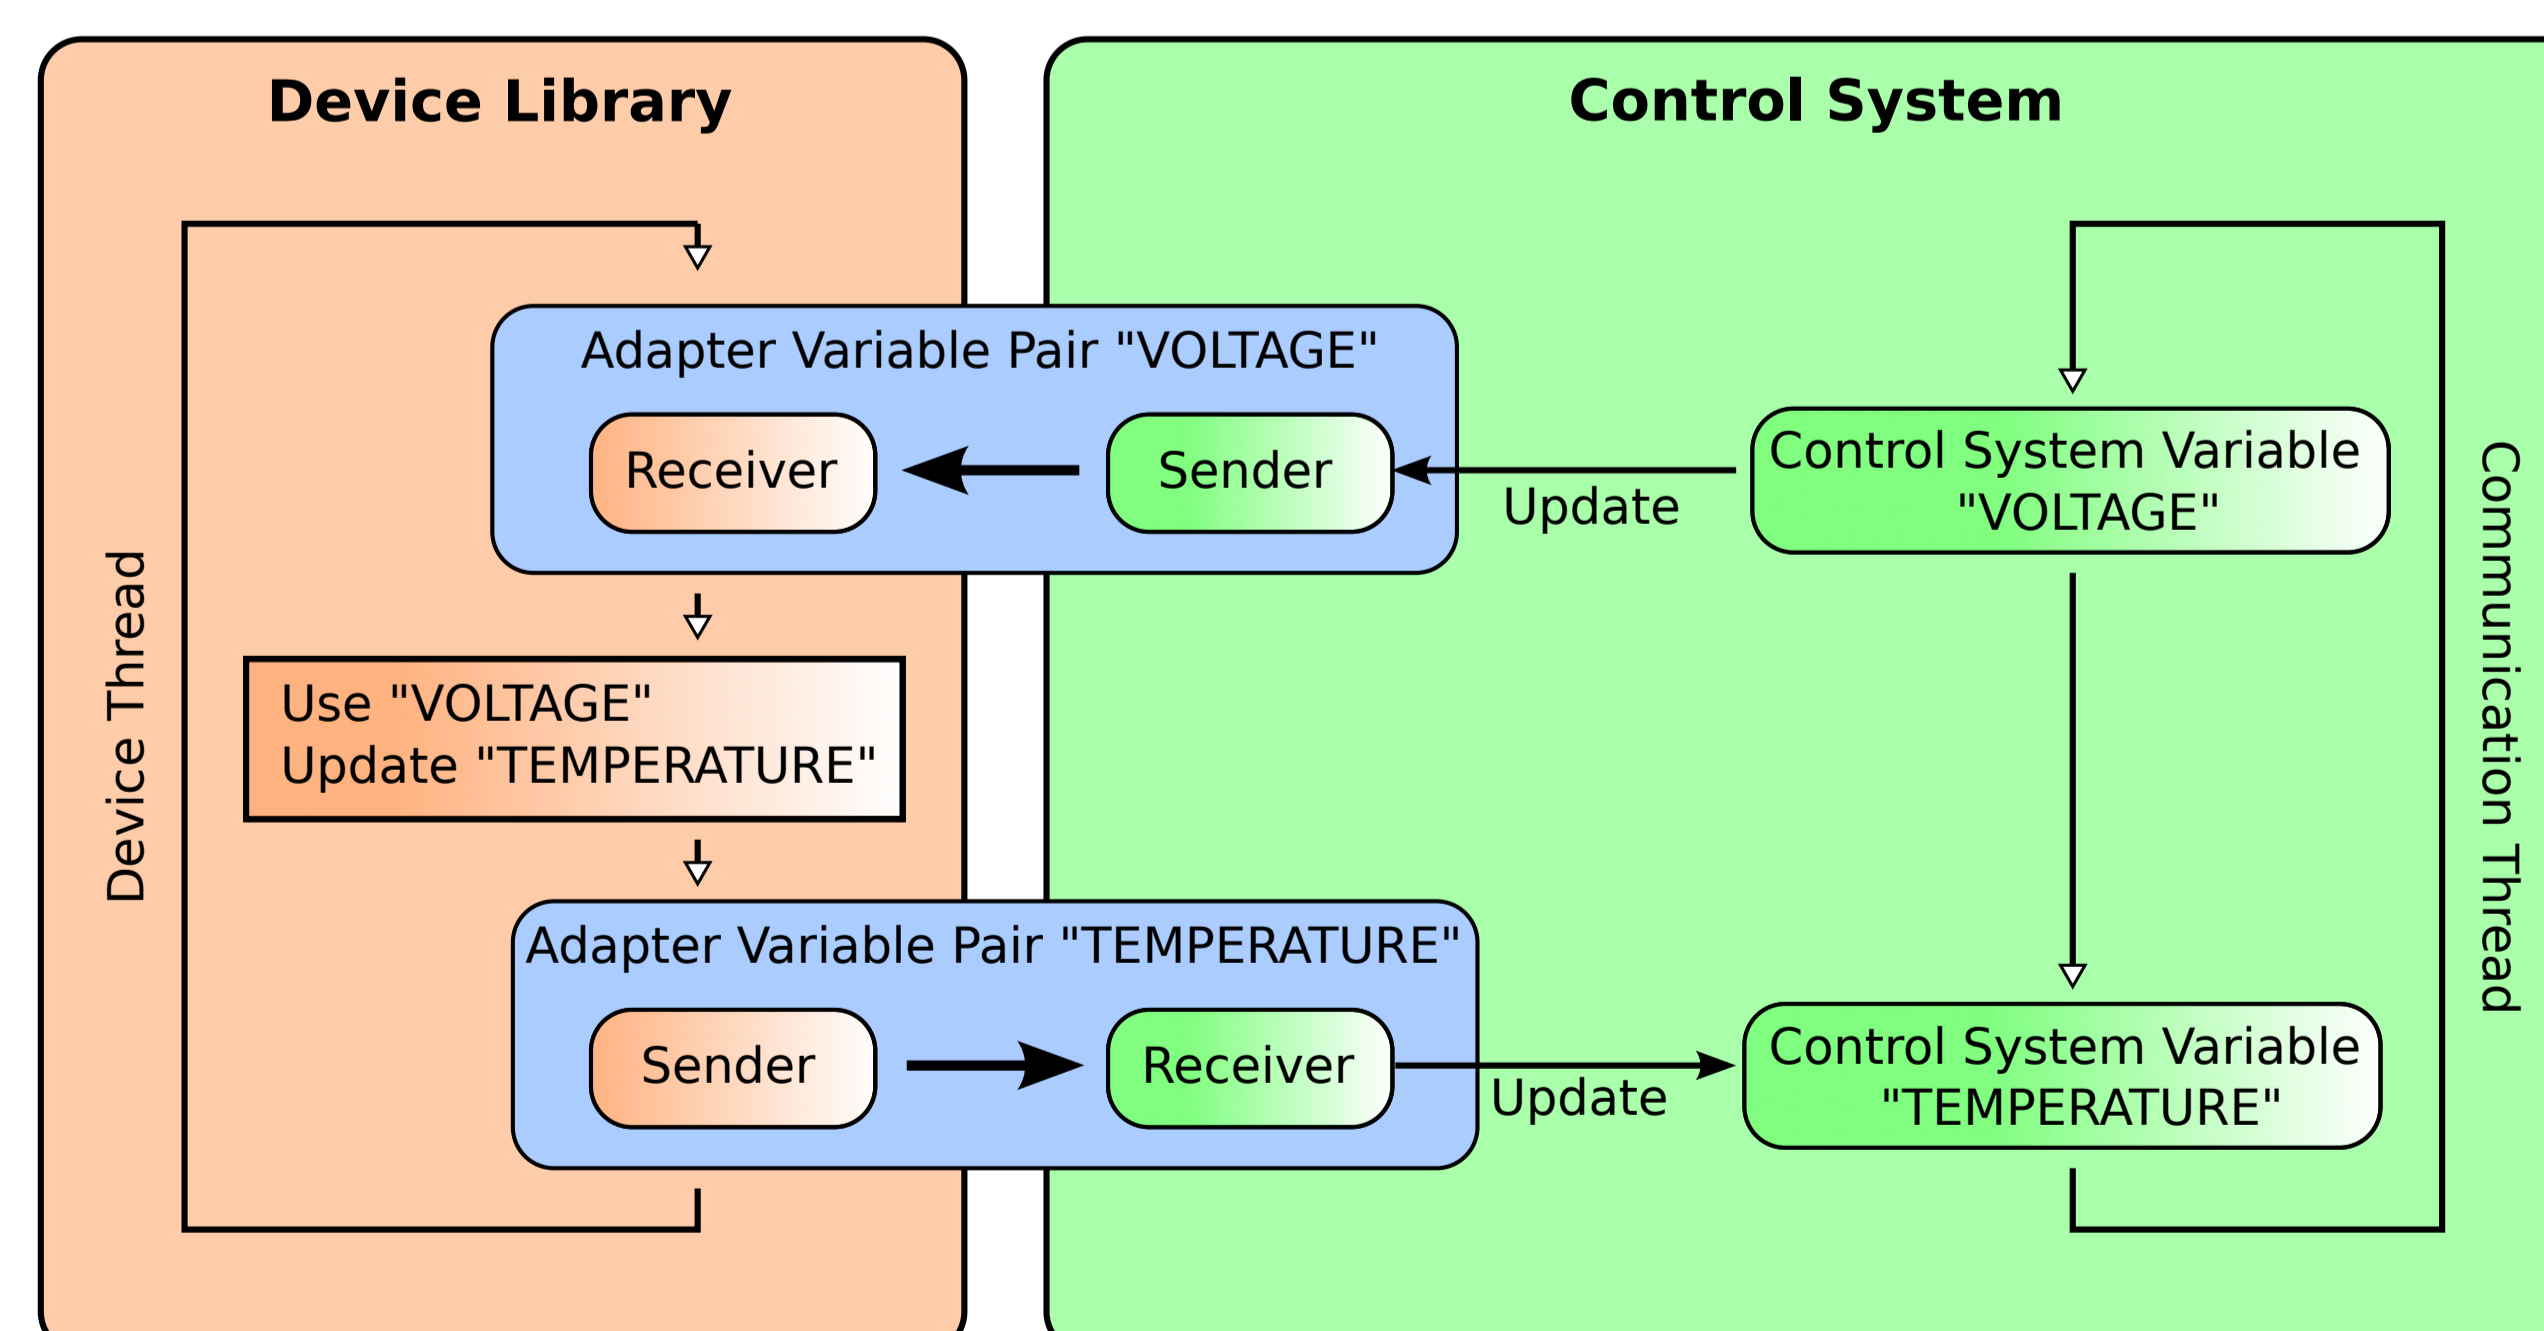 Device Library
Control System
Adapter Variable Pair "VOLTAGE"
Receiver
Sender
Update
Control System Variable
"VOLTAGE"
Device Thread
Use "VOLTAGE"
Update "TEMPERATURE"
Communication Thread
Adapter Variable Pair "TEMPERATURE"
Sender
Receiver
Update
Control System Variable
"TEMPERATURE"